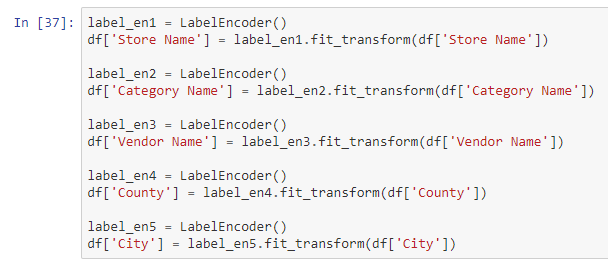 In [37]: label_en1 = LabelEncoder()
df['Store Name'] = label_en1.fit_transform(df['Store Name'])
label_en2 = LabelEncoder()
df['Category Name'] = label_en2.fit_transform(df['Category Name'])
label_en3 = LabelEncoder()
df['Vendor Name'] = label_en3.fit_transform(df['Vendor Name'])
label_en4 = LabelEncoder()
df['County'] = label_en4.fit_transform(df['County'])
label_en5 = LabelEncoder()
df['City'] = label_en5.fit_transform(df['City'])